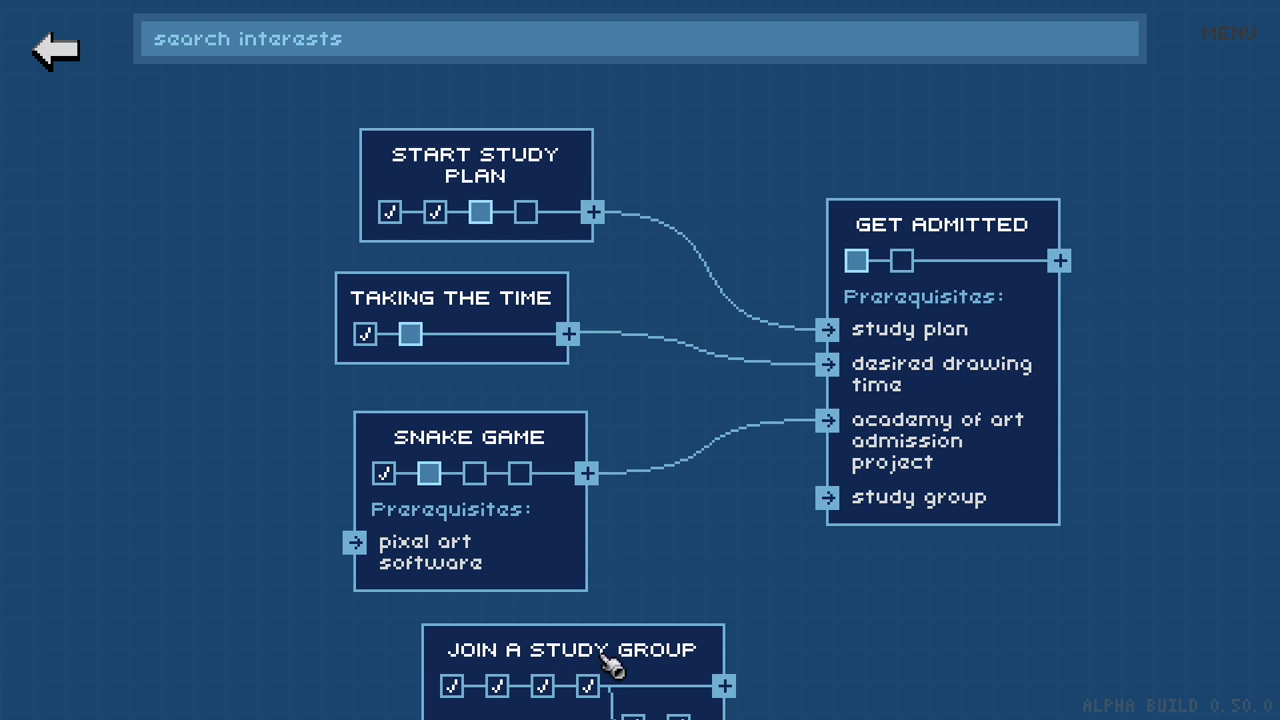 search interests
MENU
START STUDY
PLAN
GET ADMITTED
Prerequisites:
study plan
desired drawing
time
academy of art
admission
project
study group
TAKING THE TIME
SNAKE GAME
Prerequisites:
pixel art
software
JOIN A STUDY GROUP
ALPHA BUILD 0.50.0